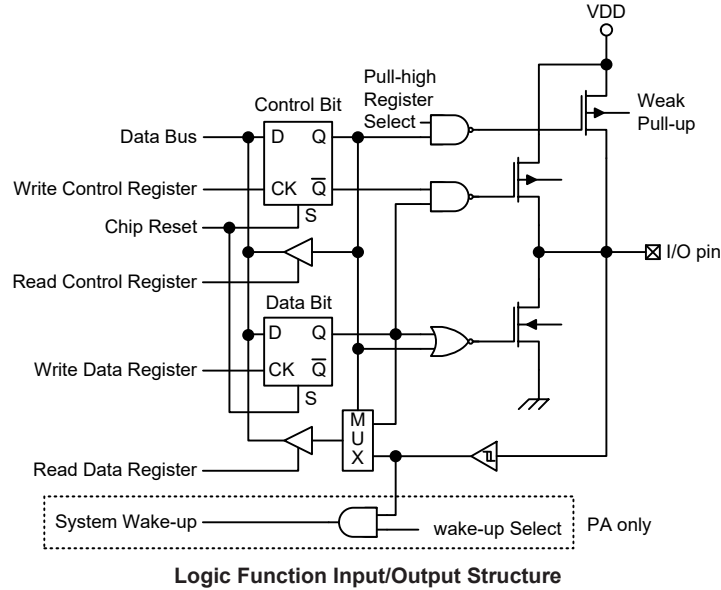 VDD
Pull-high
Register
Select
Weak
Pull-up
Control Bit
Data Bus
D
Q
Write Control Register
CK
Q̅
S
Chip Reset
I/O pin
Read Control Register
Data Bit
D
Q
Write Data Register
CK
Q̅
S
M
U
X
Read Data Register
System Wake-up
wake-up Select
PA only
Logic Function Input/Output Structure